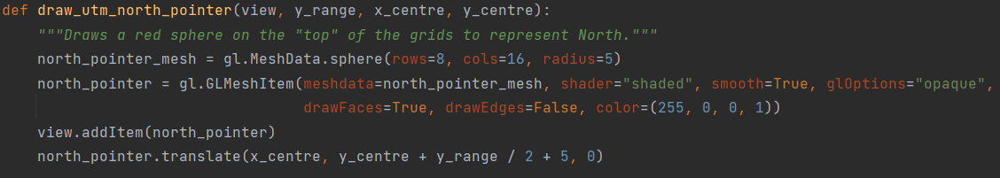 def draw_utm_north_pointer(view, y_range, x_centre, y_centre):
    """Draws a red sphere on the "top" of the grids to represent North."""
    north_pointer_mesh = gl.MeshData.sphere(rows=8, cols=16, radius=5)
    north_pointer = gl.GLMeshItem(meshdata=north_pointer_mesh, shader="shaded", smooth=True, glOptions="opaque",
                                  drawFaces=True, drawEdges=False, color=(255, 0, 0, 1))
    view.addItem(north_pointer)
    north_pointer.translate(x_centre, y_centre + y_range / 2 + 5, 0)